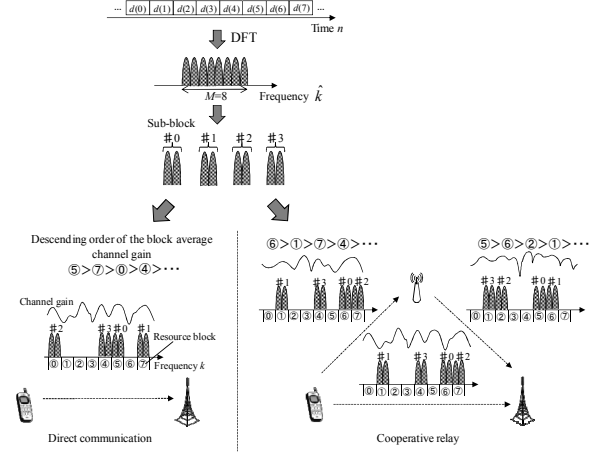 ... d(0) d(1) d(2) d(3) d(4) d(5) d(6) d(7) ...
Time n
DFT
M=8
Frequency k̂
Sub-block
#0 #1 #2 #3
Descending order of the block average
channel gain
⑤>⑦>⓪>④>⋯
Channel gain
#2 #3 #0 #1
Resource block
Frequency k
⓪ ① ② ③ ④ ⑤ ⑥ ⑦
Direct communication
⑥>①>⑦>④>⋯
#1 #3 #0 #2
⓪ ① ② ③ ④ ⑤ ⑥ ⑦
⑤>⑥>②>①>⋯
#3 #2 #0 #1
⓪ ① ② ③ ④ ⑤ ⑥ ⑦
#1 #3 #0 #2
⓪ ① ② ③ ④ ⑤ ⑥ ⑦
Cooperative relay